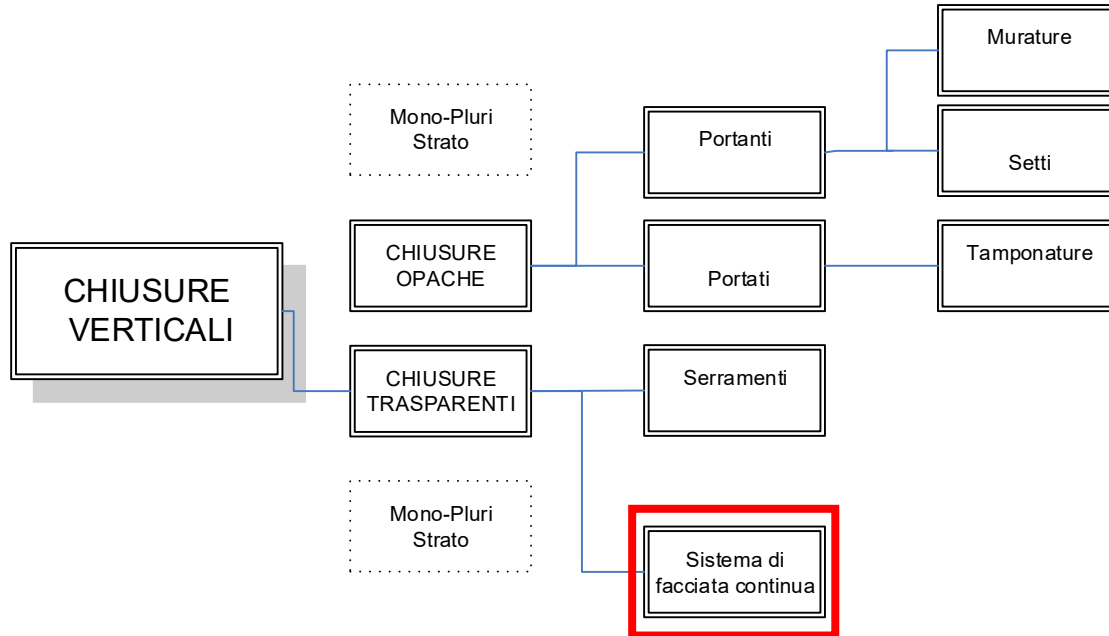 Murature
Mono-Pluri
Strato
Portanti
Setti
CHIUSURE
OPACHE
Portati
Tamponature
CHIUSURE
VERTICALI
CHIUSURE
TRASPARENTI
Serramenti
Mono-Pluri
Strato
Sistema di
facciata continua